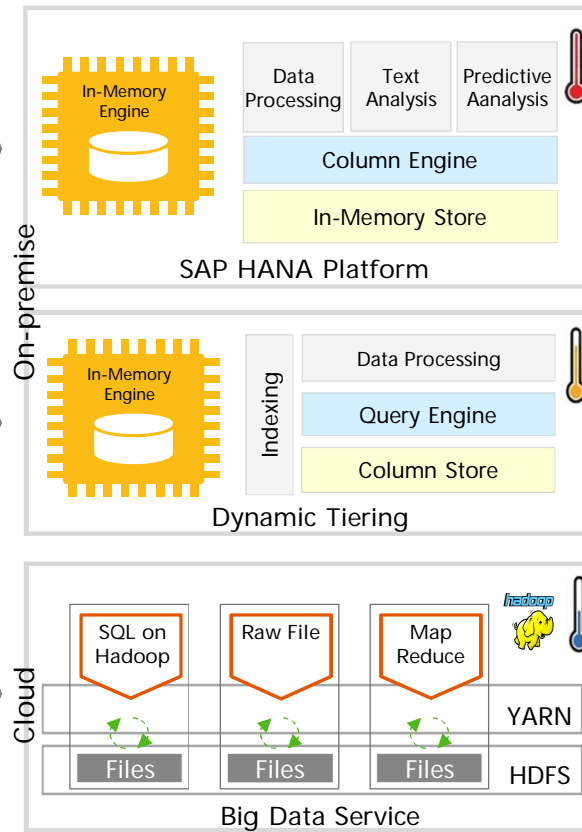 On-premise
In-Memory
Engine
Data
Processing
Text
Analysis
Predictive
Aanalysis
Column Engine
In-Memory Store
SAP HANA Platform
In-Memory
Engine
Indexing
Data Processing
Query Engine
Column Store
Dynamic Tiering
Cloud
SQL on
Hadoop
Raw File
Map
Reduce
hadoop
YARN
Files
Files
Files
HDFS
Big Data Service